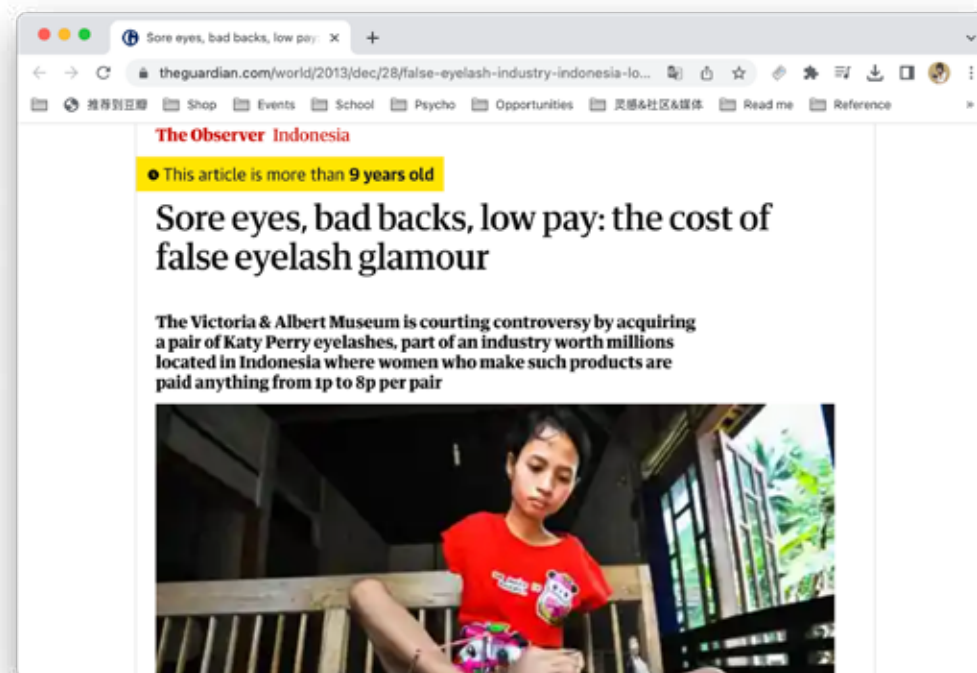 Sore eyes, bad backs, low pay:
theguardian.com/world/2013/dec/28/false-eyelash-industry-indonesia-lo...
推荐到豆瓣 Shop Events School Psycho Opportunities 灵感&社区&媒体 Read me Reference
The Observer Indonesia
This article is more than 9 years old
Sore eyes, bad backs, low pay: the cost of
false eyelash glamour
The Victoria & Albert Museum is courting controversy by acquiring
a pair of Katy Perry eyelashes, part of an industry worth millions
located in Indonesia where women who make such products are
paid anything from 1p to 8p per pair